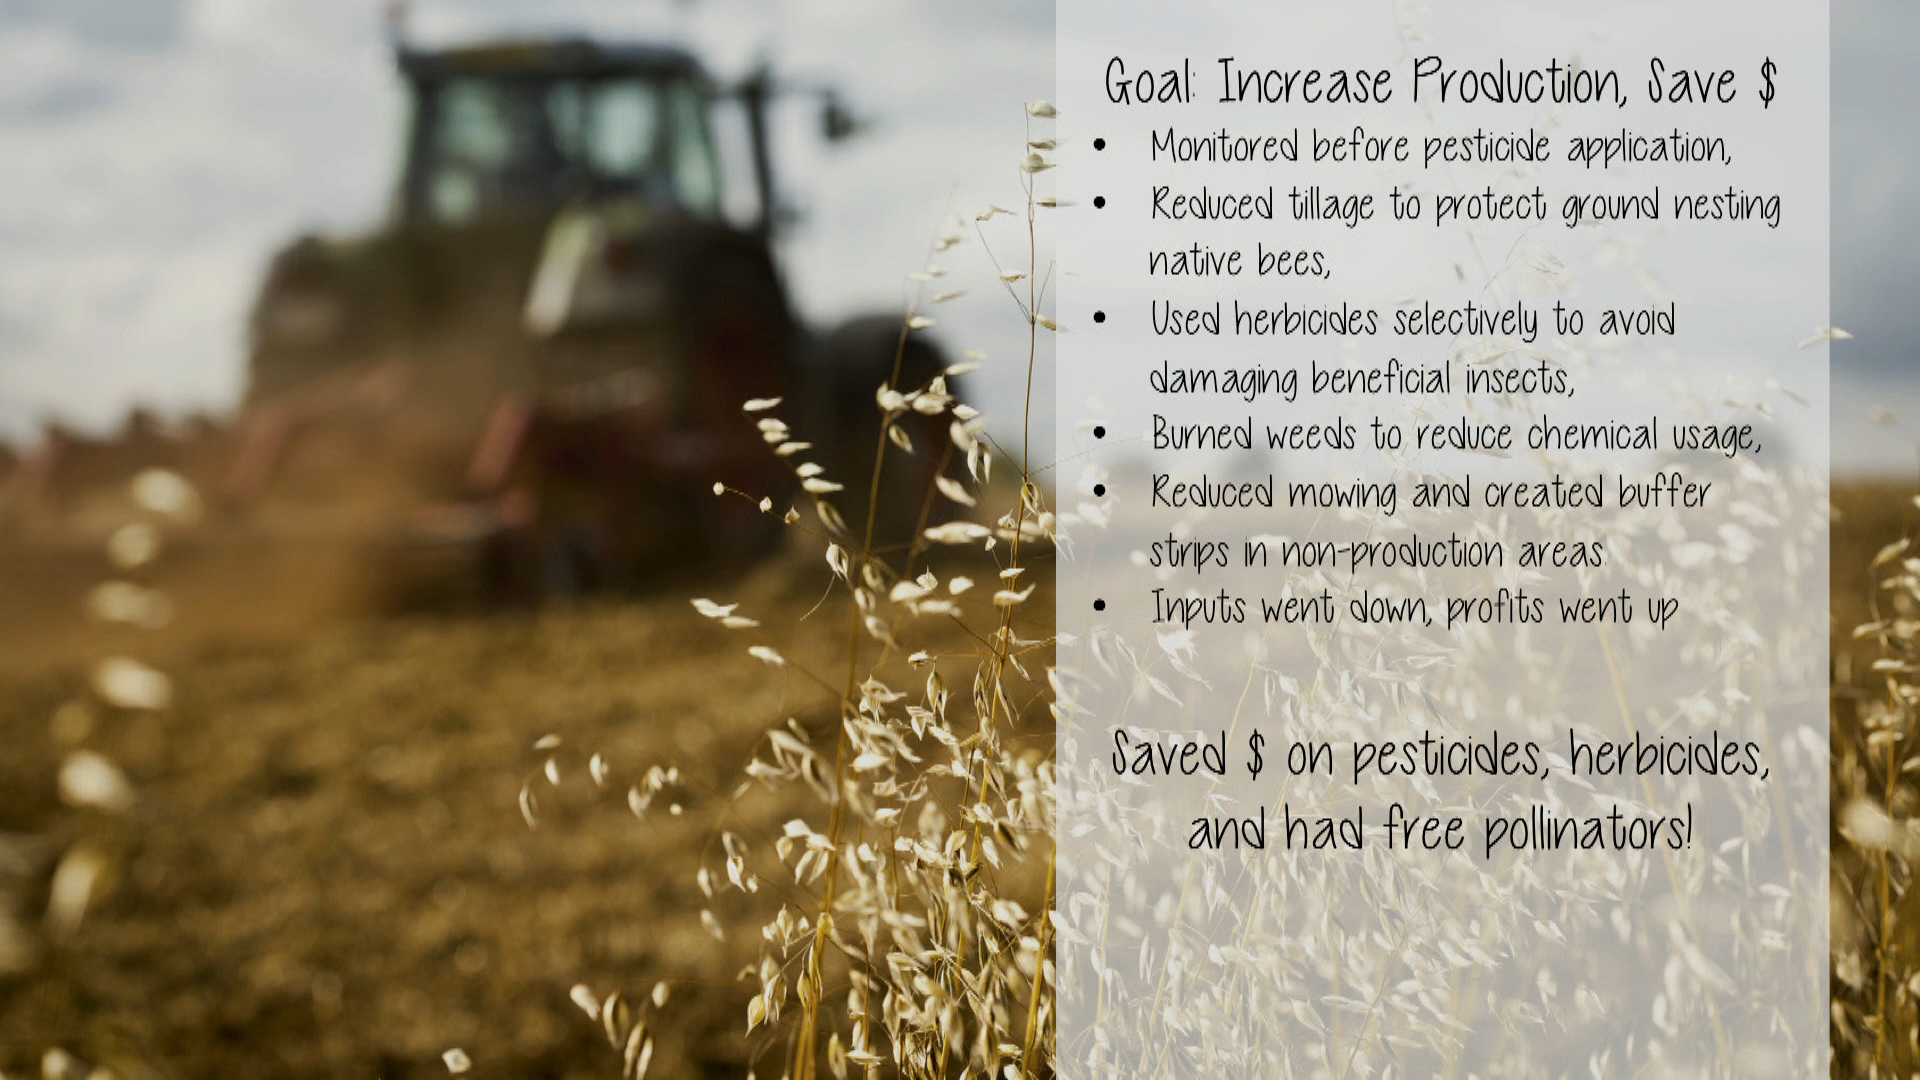 Goal: Increase Production, Save $
• Monitored before pesticide application,
• Reduced tillage to protect ground nesting
native bees,
• Used herbicides selectively to avoid
damaging beneficial insects,
• Burned weeds to reduce chemical usage,
• Reduced mowing and created buffer
strips in non-production areas.
• Inputs went down, profits went up
Saved $ on pesticides, herbicides,
and had free pollinators!